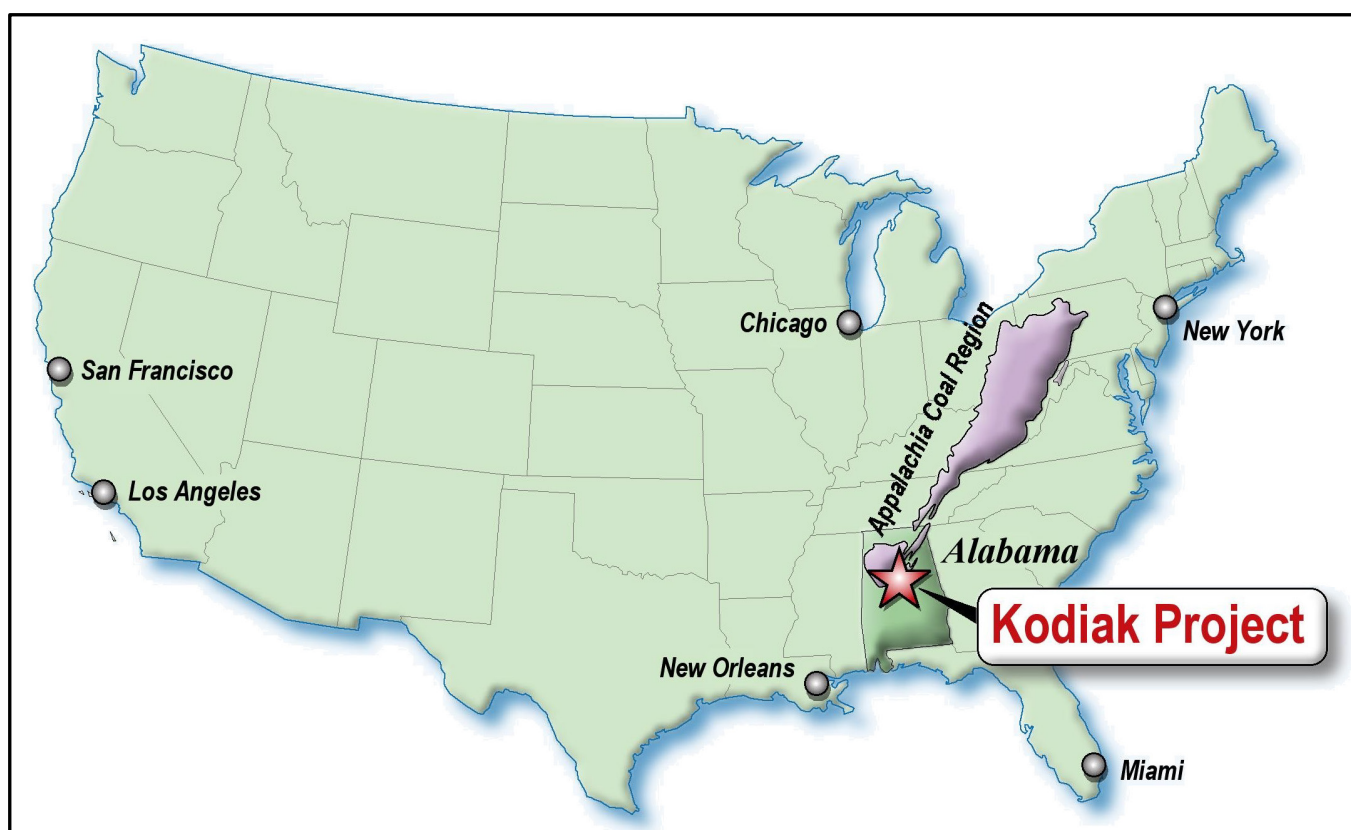 Chicago
New York
Appalachia Coal Region
San Francisco
Los Angeles
Alabama
Kodiak Project
New Orleans
Miami